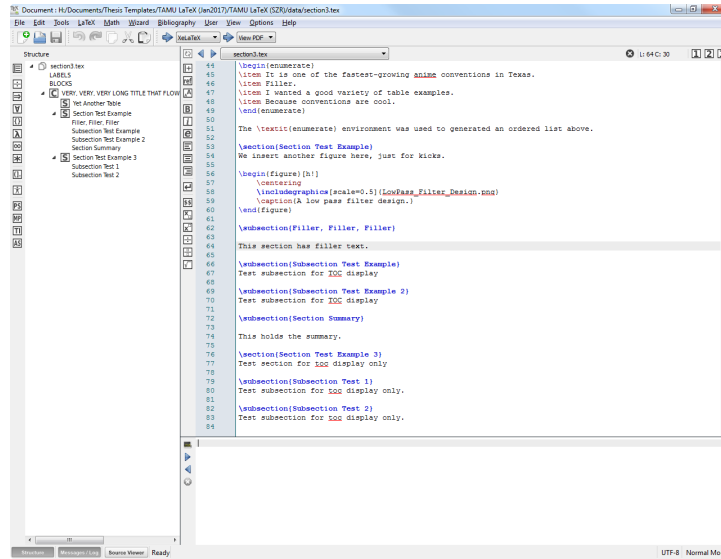 Document : H:/Documents/Thesis Templates/TAMU LaTeX (Jan2017)/TAMU LaTeX (SZR)/data/section3.tex
File Edit Tools LaTeX Math Wizard Bibliography User View Options Help
XeLaTeX View PDF
Structure
section3.tex
L: 64 C: 30
1 2 3
section3.tex
LABELS
BLOCKS
C VERY, VERY, VERY LONG TITLE THAT FLOW
S Yet Another Table
S Section Test Example
Filler, Filler, Filler
Subsection Test Example
Subsection Test Example 2
Section Summary
S Section Test Example 3
Subsection Test 1
Subsection Test 2
44 \begin{enumerate}
45 \item It is one of the fastest-growing anime conventions in Texas.
46 \item Filler.
47 \item I wanted a good variety of table examples.
48 \item Because conventions are cool.
49 \end{enumerate}
50
51 The \textit{enumerate} environment was used to generated an ordered list above.
52
53 \section{Section Test Example}
54 We insert another figure here, just for kicks.
55
56 \begin{figure}[h!]
57 \centering
58 \includegraphics[scale=0.5]{LowPass_Filter_Design.png}
59 \caption{A low pass filter design.}
60 \end{figure}
61
62 \subsection{Filler, Filler, Filler}
63
64 This section has filler text.
65
66 \subsection{Subsection Test Example}
67 Test subsection for TOC display
68
69 \subsection{Subsection Test Example 2}
70 Test subsection for TOC display
71
72 \subsection{Section Summary}
73
74 This holds the summary.
75
76 \section{Section Test Example 3}
77 Test section for toc display only
78
79 \subsection{Subsection Test 1}
80 Test subsection for toc display only.
81
82 \subsection{Subsection Test 2}
83 Test subsection for toc display only.
84
Structure Messages / Log Source Viewer Ready
UTF-8 Normal Mo